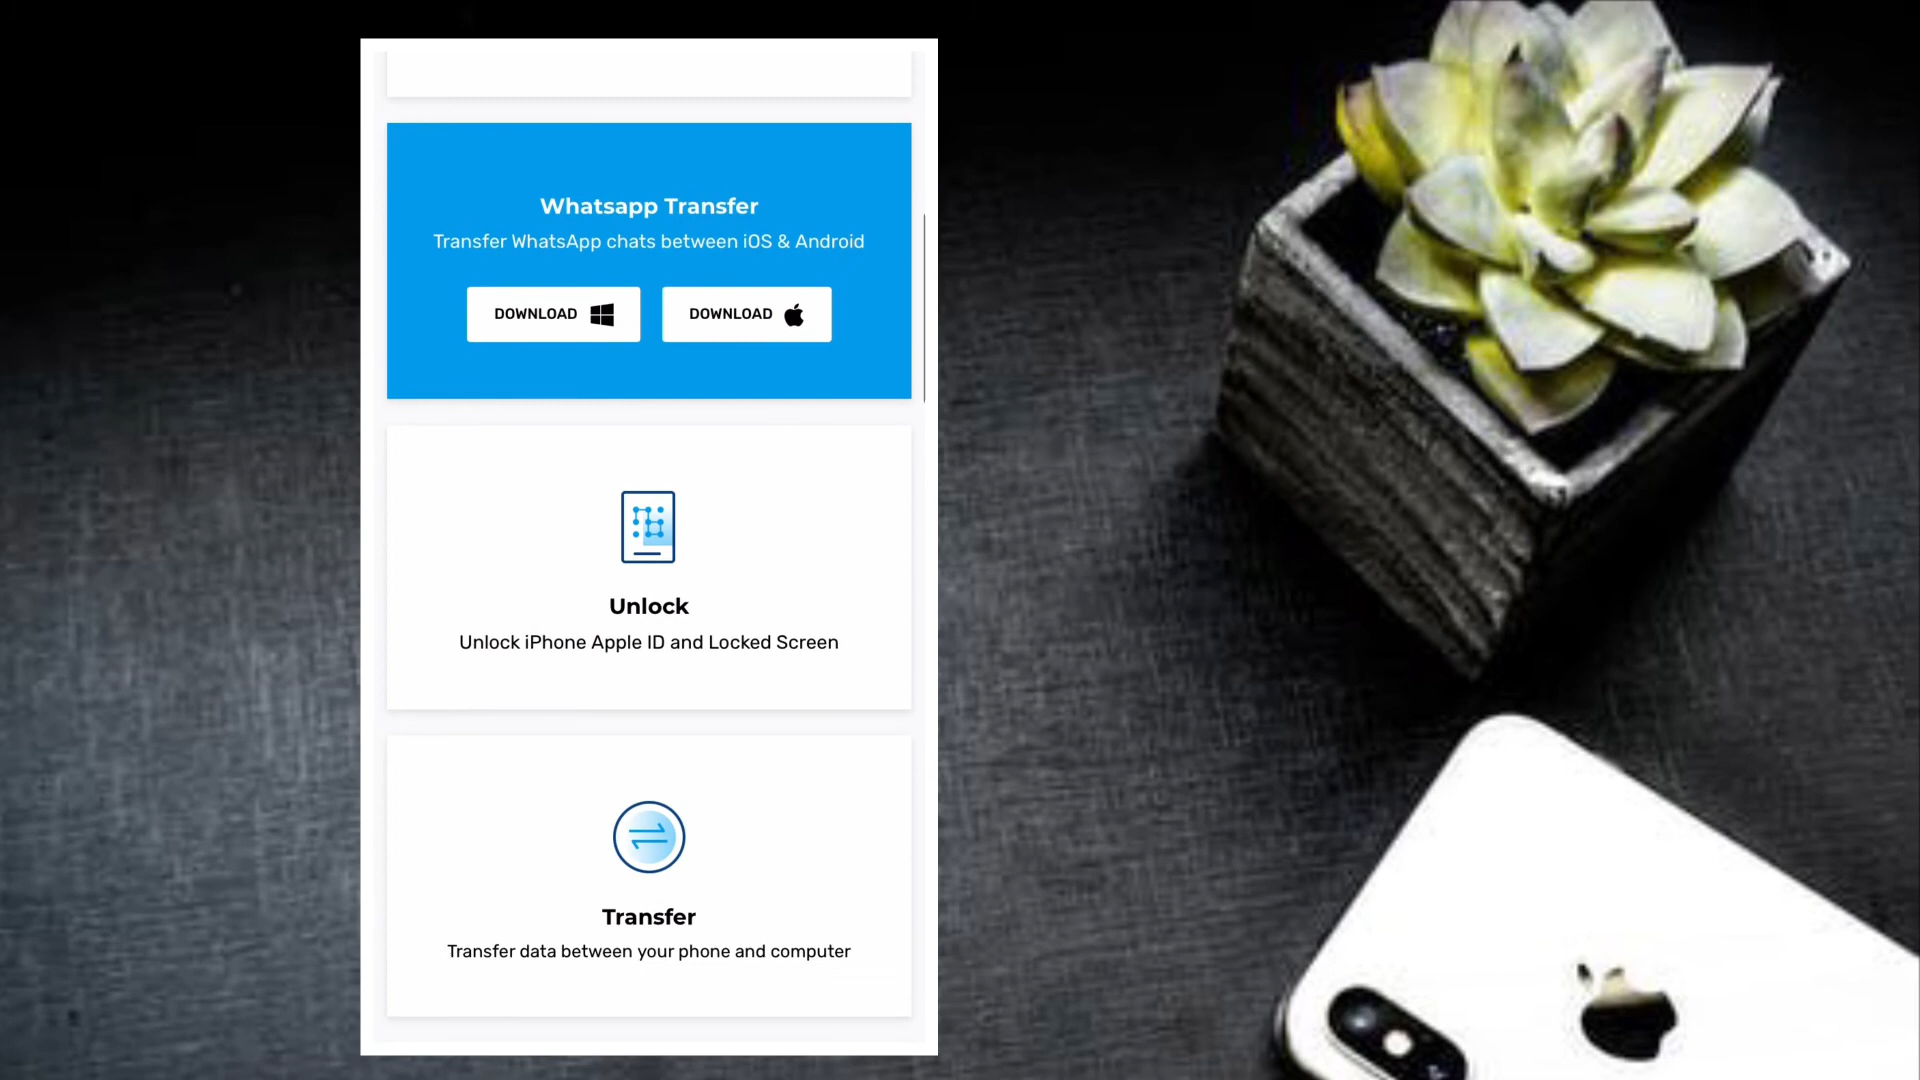 Whatsapp Transfer
Transfer WhatsApp chats between iOS & Android
DOWNLOAD
DOWNLOAD
Unlock
Unlock iPhone Apple ID and Locked Screen
Transfer
Transfer data between your phone and computer